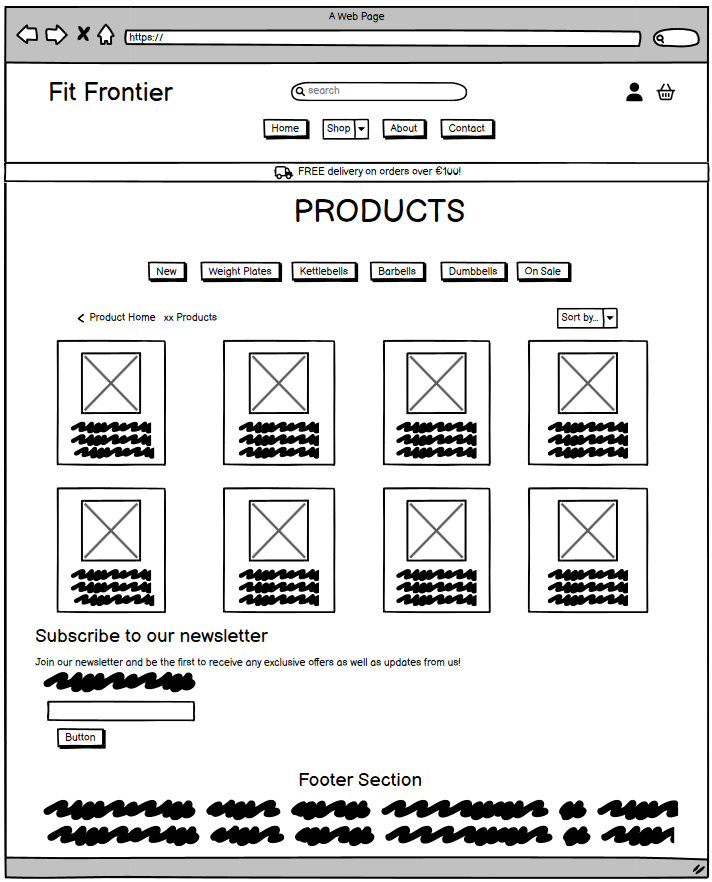 A Web Page
https://
Fit Frontier
search
Home Shop About Contact
FREE delivery on orders over €100!
PRODUCTS
New Weight Plates Kettlebells Barbells Dumbbells On Sale
Product Home xx Products Sort by...
Subscribe to our newsletter
Join our newsletter and be the first to receive any exclusive offers as well as updates from us!
Button
Footer Section